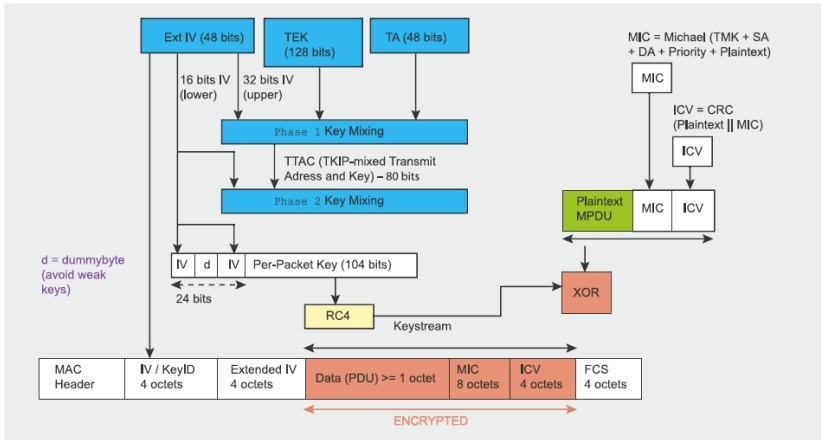 Ext IV (48 bits)
TEK
(128 bits)
TA (48 bits)
MIC = Michael (TMK + SA
+ DA + Priority + Plaintext)
16 bits IV
(lower)
32 bits IV
(upper)
MIC
ICV = CRC
(Plaintext || MIC)
Phase 1 Key Mixing
ICV
TTAC (TKIP-mixed Transmit
Adress and Key) – 80 bits
Phase 2 Key Mixing
Plaintext
MPDU
MIC
ICV
d = dummybyte
(avoid weak
keys)
IV
d
IV
Per-Packet Key (104 bits)
24 bits
RC4
Keystream
XOR
MAC
Header
IV / KeyID
4 octets
Extended IV
4 octets
Data (PDU) >= 1 octet
MIC
8 octets
ICV
4 octets
FCS
4 octets
ENCRYPTED